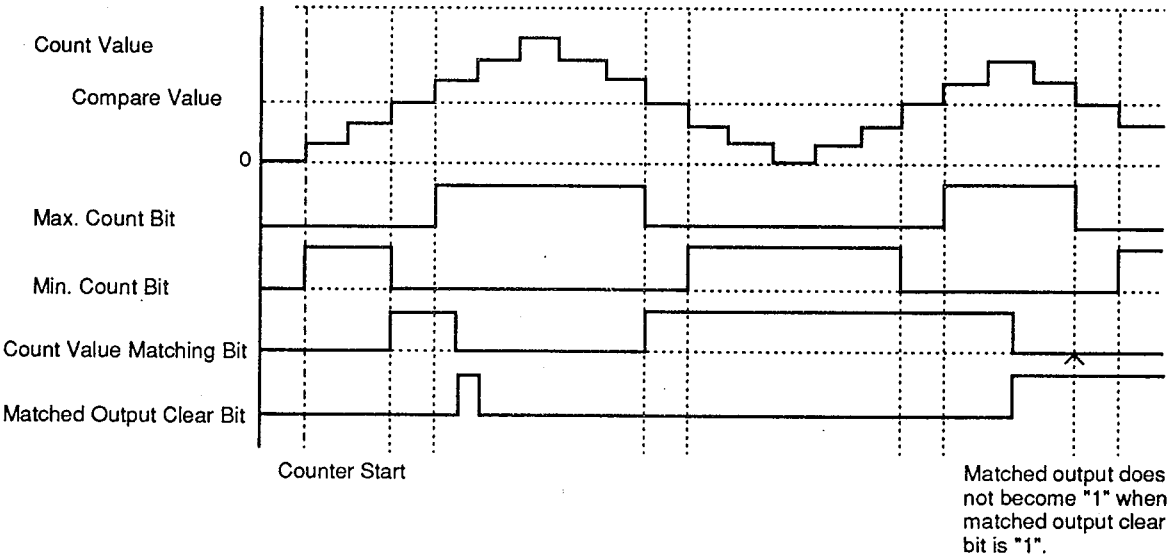 Count Value
Compare Value
0
Max. Count Bit
Min. Count Bit
Count Value Matching Bit
Matched Output Clear Bit
Counter Start
Matched output does
not become "1" when
matched output clear
bit is "1".